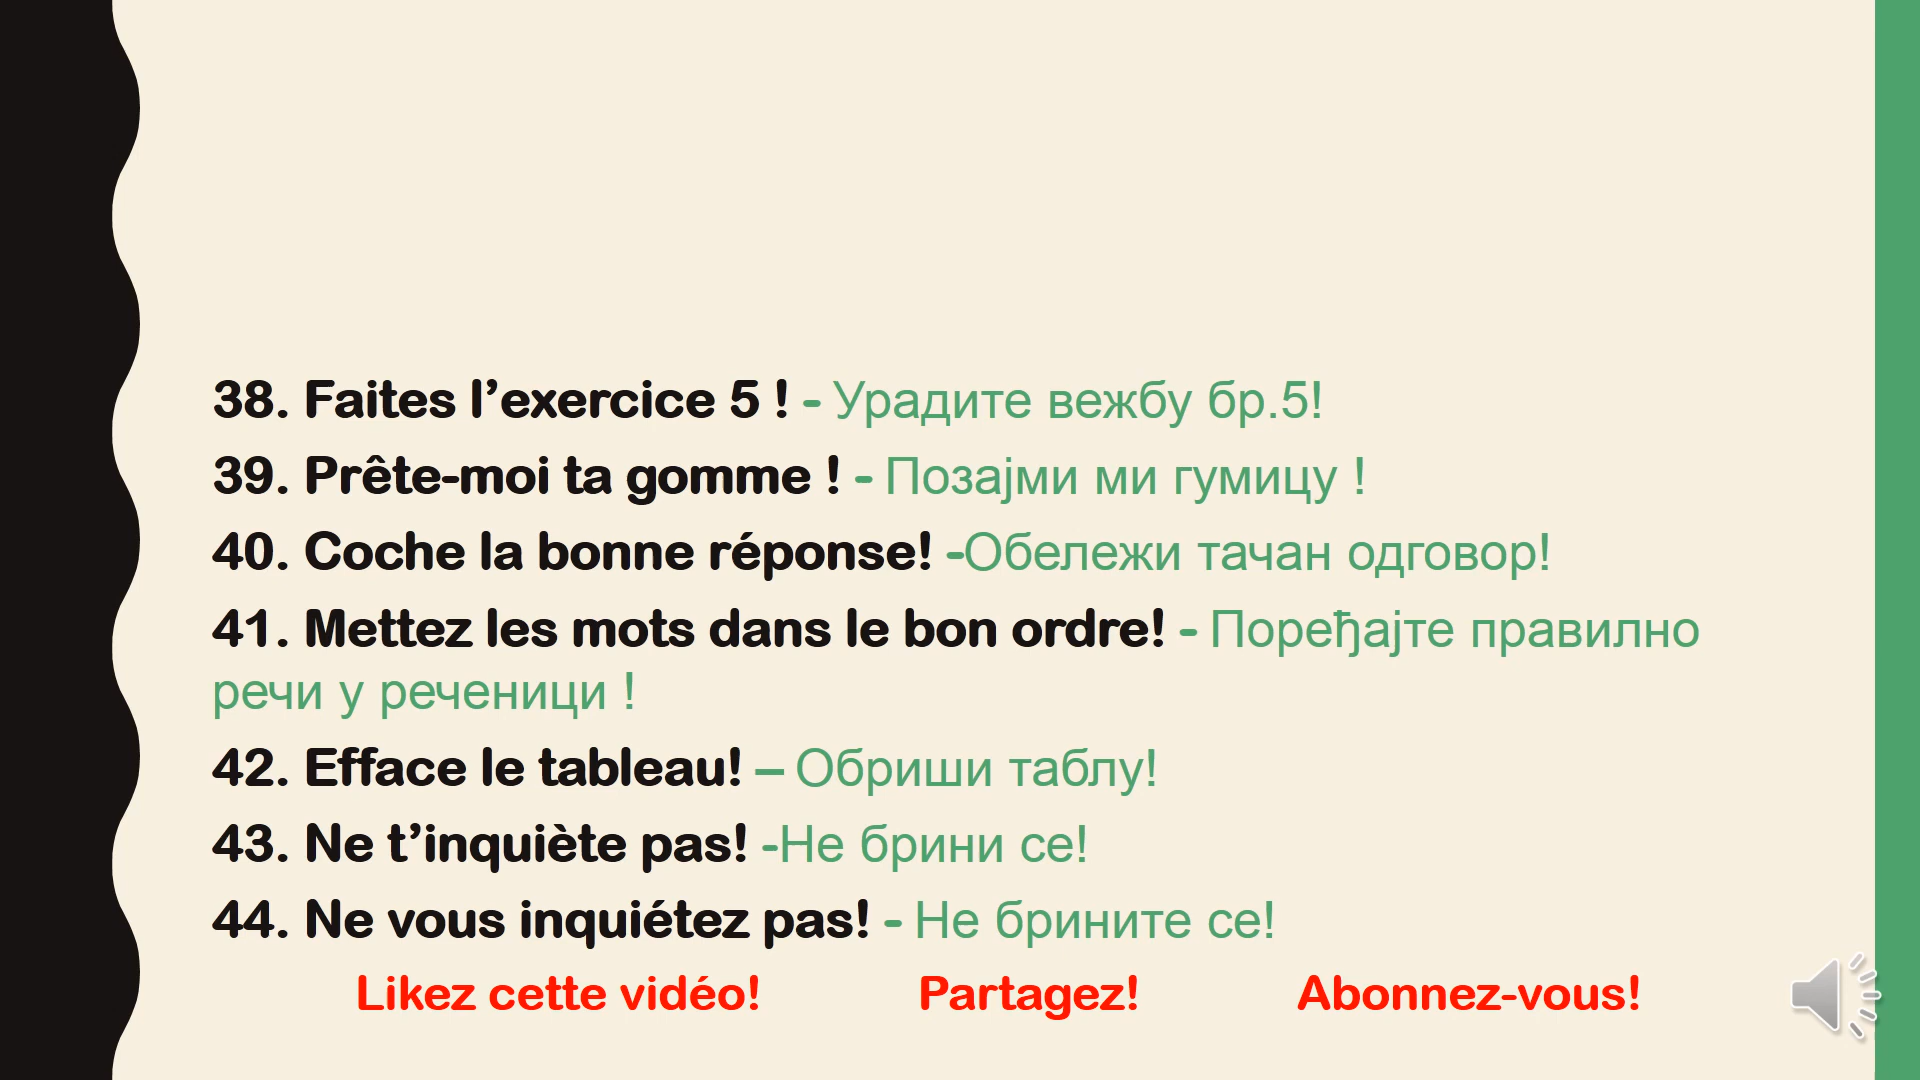 38. Faites l’exercice 5 ! - Урадите вежбу бр.5!
39. Prête-moi ta gomme ! - Позајми ми гумицу !
40. Coche la bonne réponse! -Обележи тачан одговор!
41. Mettez les mots dans le bon ordre! - Поређајте правилно
речи у реченици !
42. Efface le tableau! – Обриши таблу!
43. Ne t’inquiète pas! -Не брини се!
44. Ne vous inquiétez pas! - Не брините се!
Likez cette vidéo! Partagez! Abonnez-vous!